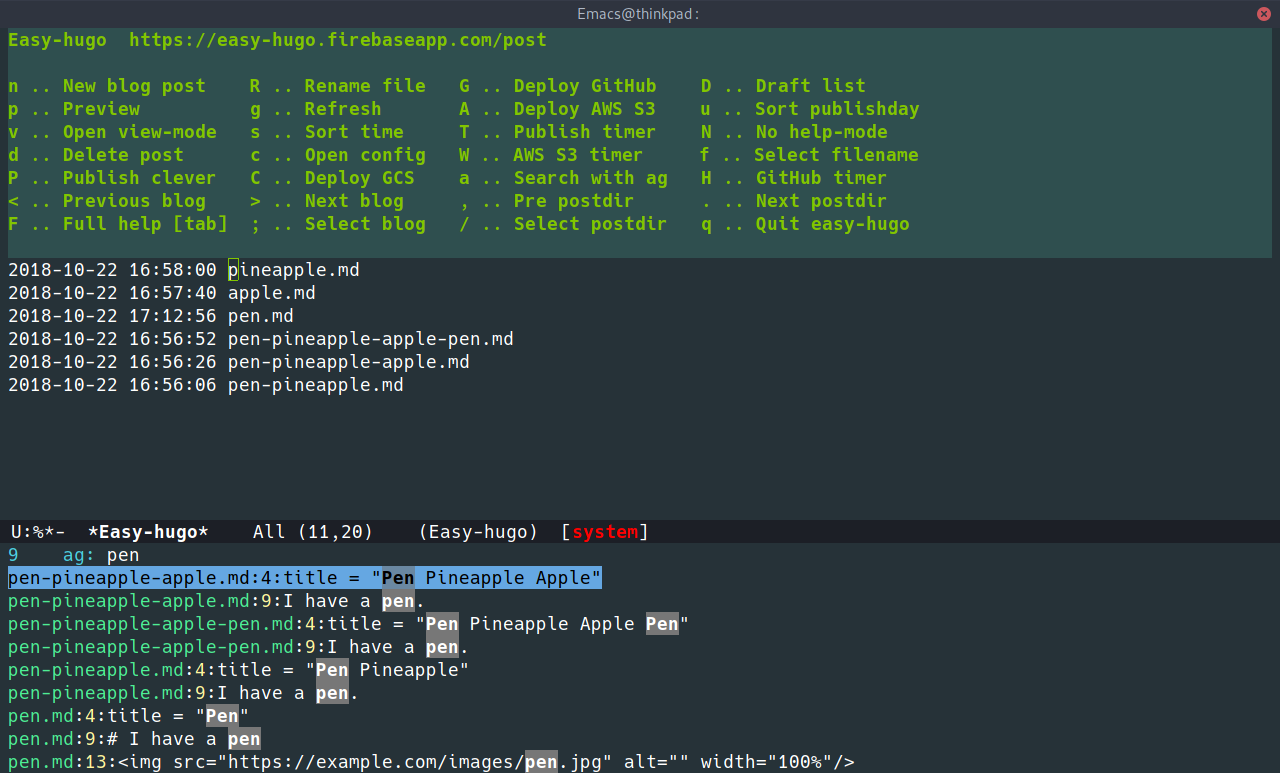 Emacs@thinkpad:
Easy-hugo  https://easy-hugo.firebaseapp.com/post
n .. New blog post    R .. Rename file   G .. Deploy GitHub    D .. Draft list
p .. Preview          g .. Refresh       A .. Deploy AWS S3    u .. Sort publishday
v .. Open view-mode   s .. Sort time     T .. Publish timer    N .. No help-mode
d .. Delete post      c .. Open config   W .. AWS S3 timer     f .. Select filename
P .. Publish clever   C .. Deploy GCS    a .. Search with ag   H .. GitHub timer
< .. Previous blog    > .. Next blog     , .. Pre postdir      . .. Next postdir
F .. Full help [tab]  ; .. Select blog   / .. Select postdir   q .. Quit easy-hugo
2018-10-22 16:58:00 pineapple.md
2018-10-22 16:57:40 apple.md
2018-10-22 17:12:56 pen.md
2018-10-22 16:56:52 pen-pineapple-apple-pen.md
2018-10-22 16:56:26 pen-pineapple-apple.md
2018-10-22 16:56:06 pen-pineapple.md
U:%*-  *Easy-hugo*    All (11,20)    (Easy-hugo)  [system]
9    ag: pen
pen-pineapple-apple.md:4:title = "Pen Pineapple Apple"
pen-pineapple-apple.md:9:I have a pen.
pen-pineapple-apple-pen.md:4:title = "Pen Pineapple Apple Pen"
pen-pineapple-apple-pen.md:9:I have a pen.
pen-pineapple.md:4:title = "Pen Pineapple"
pen-pineapple.md:9:I have a pen.
pen.md:4:title = "Pen"
pen.md:9:# I have a pen
pen.md:13:<img src="https://example.com/images/pen.jpg" alt="" width="100%"/>